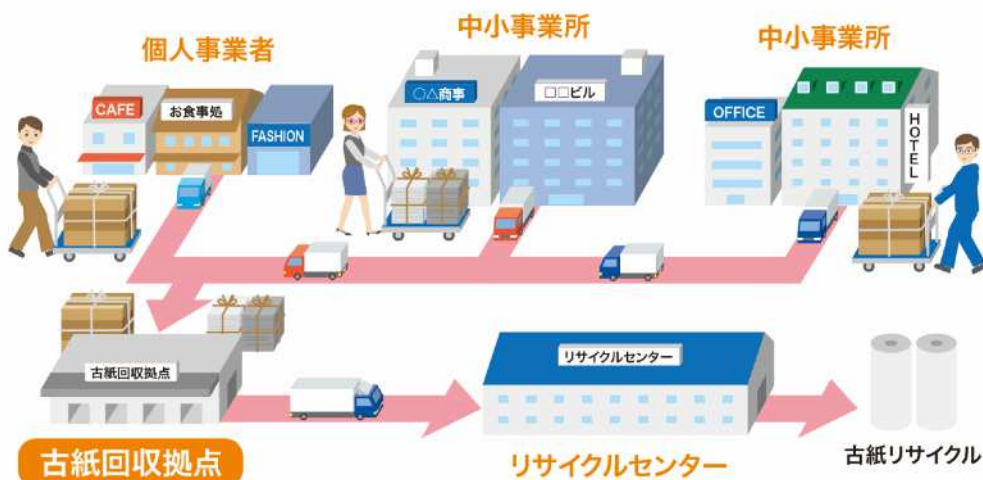 個人事業者
中小事業所
中小事業所
CAFE
お食事処
FASHION
○△商事
□□ビル
OFFICE
HOTEL
古紙回収拠点
リサイクルセンター
古紙回収拠点
リサイクルセンター
古紙リサイクル